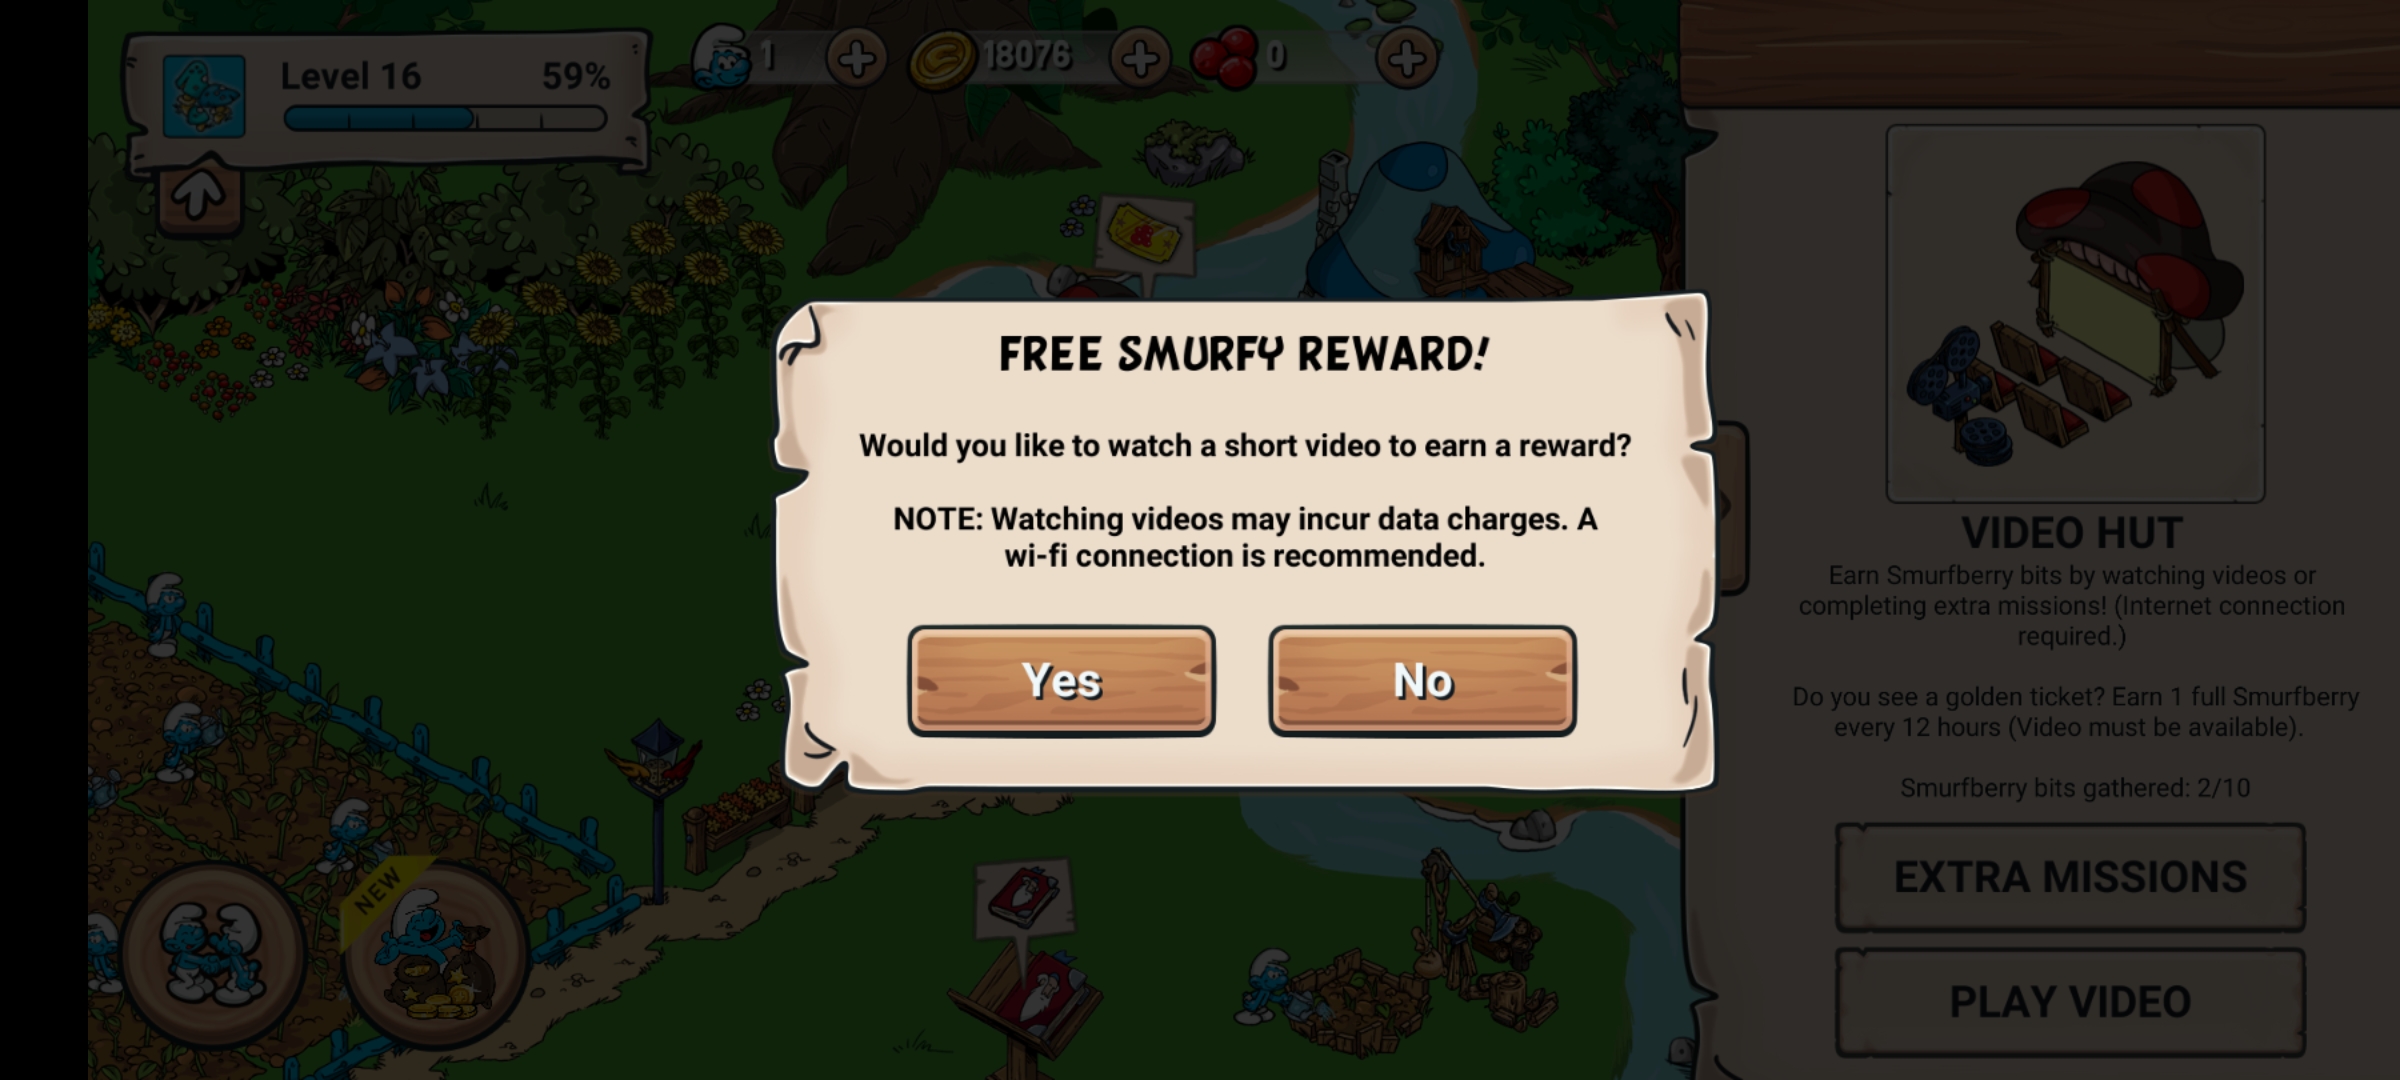 Level 16 59%
1
18076
0
FREE SMURFY REWARD!
Would you like to watch a short video to earn a reward?
NOTE: Watching videos may incur data charges. A
wi-fi connection is recommended.
Yes
No
VIDEO HUT
Earn Smurfberry bits by watching videos or
completing extra missions! (Internet connection
required.)
Do you see a golden ticket? Earn 1 full Smurfberry
every 12 hours (Video must be available).
Smurfberry bits gathered: 2/10
EXTRA MISSIONS
PLAY VIDEO
NEW